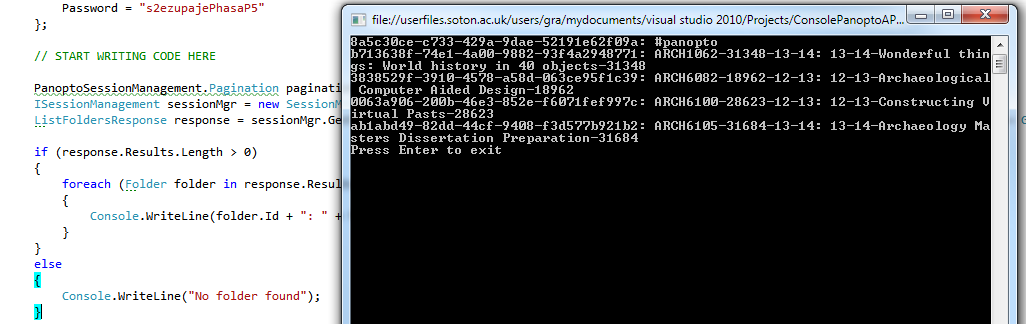 Password = "s2ezupajePhasaP5"
};
// START WRITING CODE HERE
PanoptoSessionManagement.Pagination paginati
ISessionManagement sessionMgr = new SessionM
ListFoldersResponse response = sessionMgr.Ge
if (response.Results.Length > 0)
{
foreach (Folder folder in response.Resul
{
Console.WriteLine(folder.Id + ": " +
}
}
else
{
Console.WriteLine("No folder found");
}
file://userfiles.soton.ac.uk/users/gra/mydocuments/visual studio 2010/Projects/ConsolePanoptoAP...
8a5c30ce-c733-429a-9dae-52191e62f09a: #panopto
b713638f-74e1-4a00-9882-93f4a2948771: ARCH1062-31348-13-14: 13-14-Wonderful thin
gs: World history in 40 objects-31348
3838529f-3910-4578-a58d-063ce95f1c39: ARCH6082-18962-12-13: 12-13-Archaeological
Computer Aided Design-18962
0063a906-200b-46e3-852e-f6071fef997c: ARCH6100-28623-12-13: 12-13-Constructing V
irtual Pasts-28623
ab1abd49-82dd-44cf-9408-f3d577b921b2: ARCH6105-31684-13-14: 13-14-Archaeology Ma
sters Dissertation Preparation-31684
Press Enter to exit